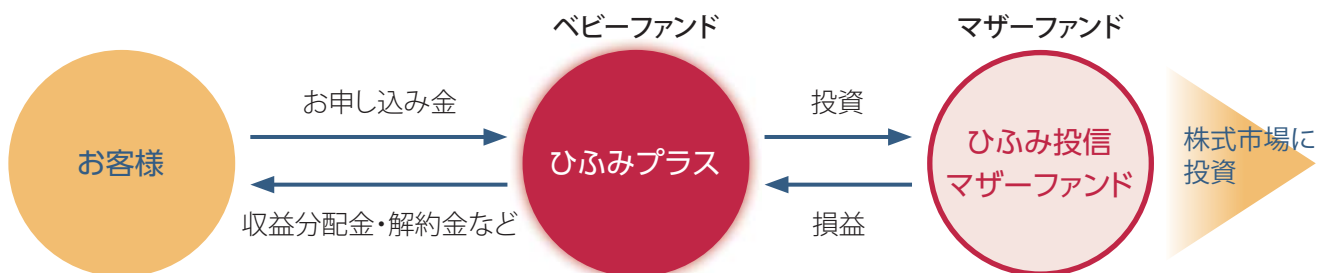 ベビーファンド
マザーファンド
お客様
お申し込み金
収益分配金・解約金など
ひふみプラス
投資
損益
ひふみ投信
マザーファンド
株式市場に
投資